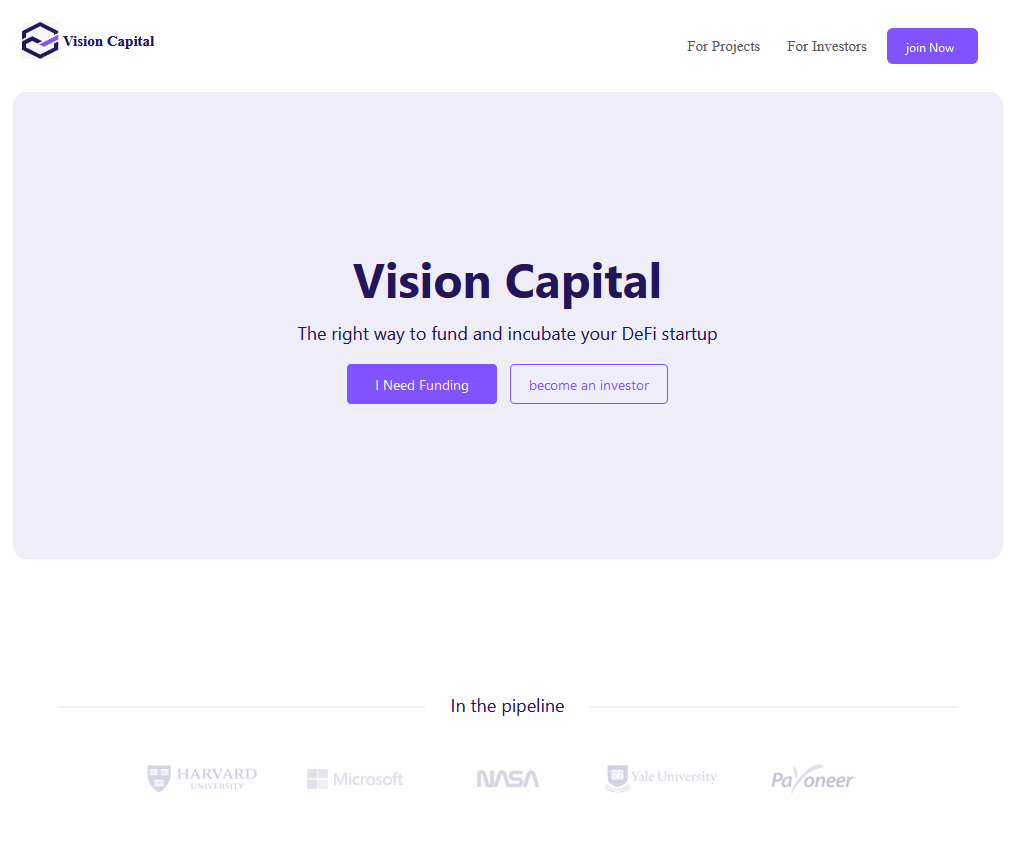 Vision Capital
For Projects
For Investors
join Now
Vision Capital
The right way to fund and incubate your DeFi startup
I Need Funding
become an investor
In the pipeline
HARVARD
UNIVERSITY
Microsoft
NASA
Yale University
Payoneer